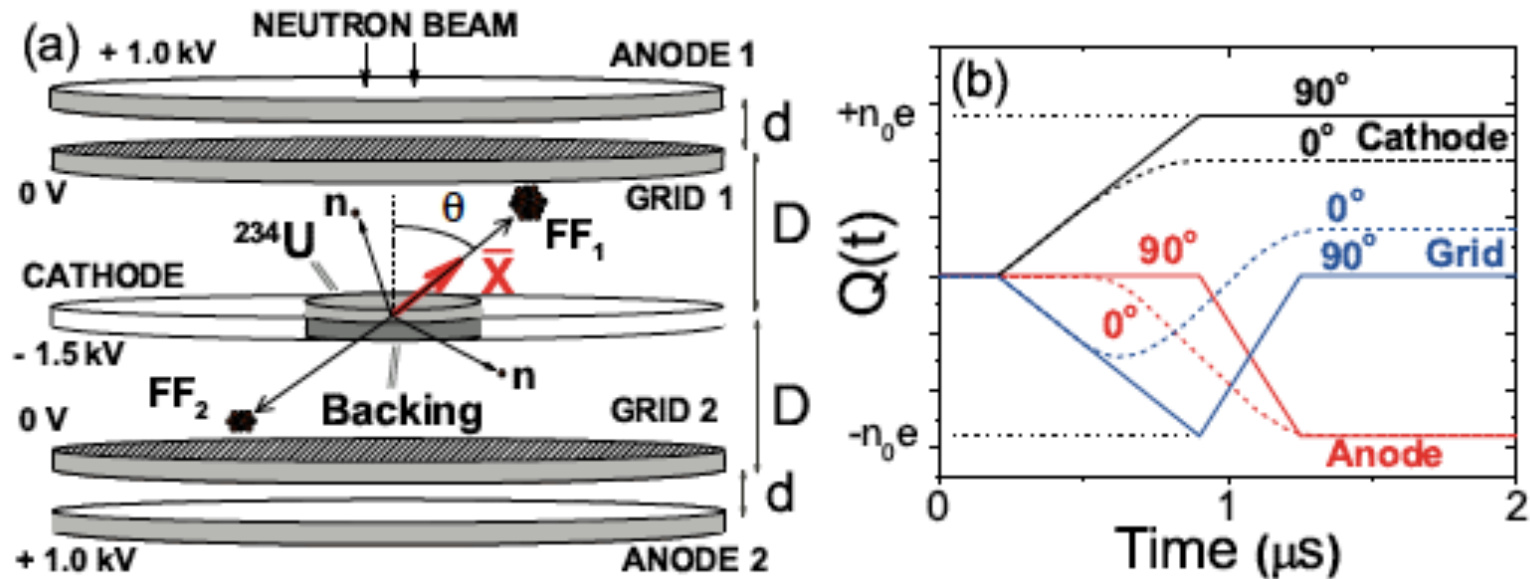 (a)
NEUTRON BEAM
+ 1.0 kV
ANODE 1
d
0 V
GRID 1
n
θ
FF₁
D
²³⁴U
X̄
CATHODE
- 1.5 kV
n
FF₂
Backing
D
0 V
GRID 2
d
+ 1.0 kV
ANODE 2
(b)
Q(t)
+n₀e
-n₀e
90°
0° Cathode
0°
90° Grid
90°
0°
Anode
0 1 2
Time (μs)